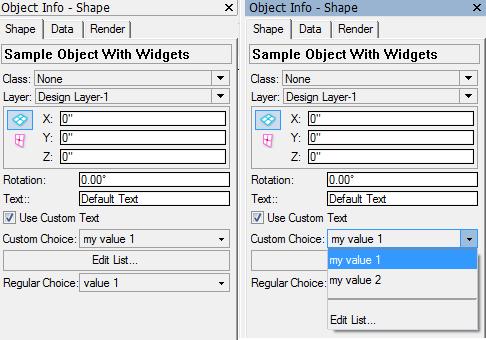 Object Info - Shape
Shape Data Render
Sample Object With Widgets
Class: None
Layer: Design Layer-1
X: 0"
Y: 0"
Z: 0"
Rotation: 0.00°
Text:: Default Text
Use Custom Text
Custom Choice: my value 1
Edit List...
Regular Choice: value 1
Object Info - Shape
Shape Data Render
Sample Object With Widgets
Class: None
Layer: Design Layer-1
X: 0"
Y: 0"
Z: 0"
Rotation: 0.00°
Text:: Default Text
Use Custom Text
Custom Choice: my value 1
my value 1
Regular Choice: my value 2
Edit List...